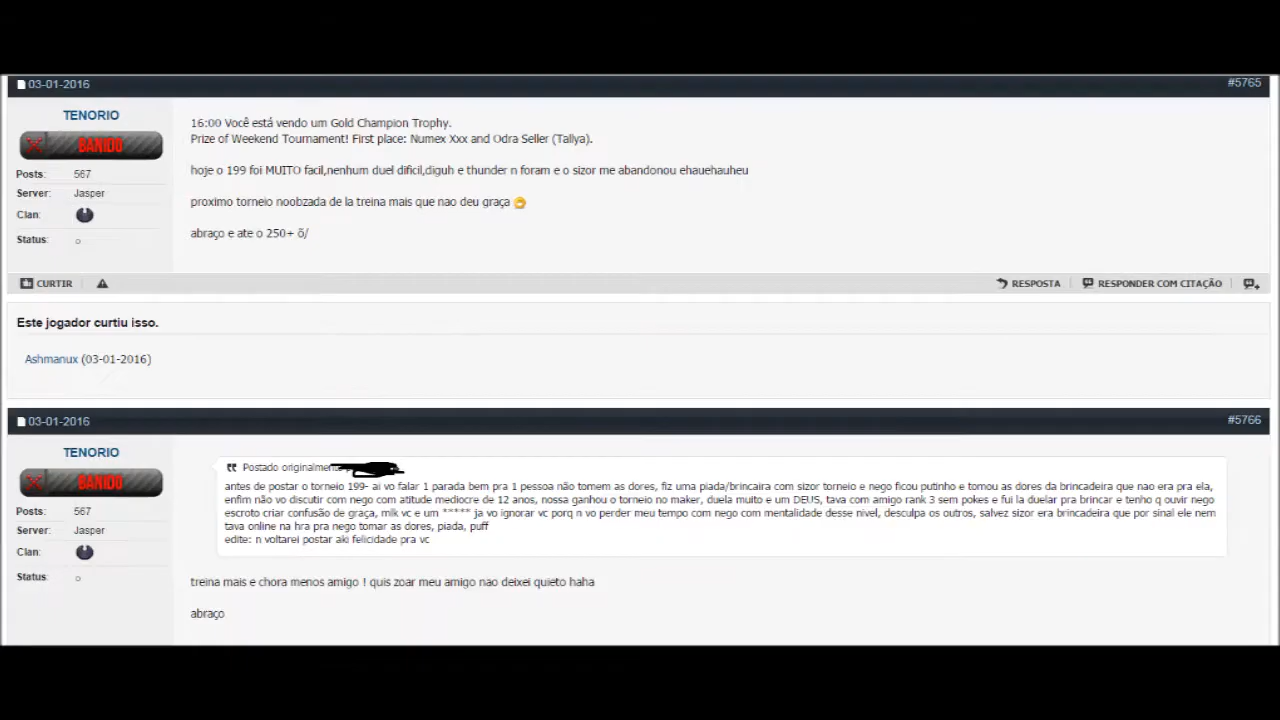 03-01-2016 #5765
TENORIO
BANIDO
Posts: 567
Server: Jasper
Clan:
Status:
16:00 Você está vendo um Gold Champion Trophy.
Prize of Weekend Tournament! First place: Numex Xxx and Odra Seller (Tallya).
hoje o 199 foi MUITO facil,nenhum duel dificil,diguh e thunder n foram e o sizor me abandonou ehauehauheu
proximo torneio noobzada de la treina mais que nao deu graça
abraço e ate o 250+ õ/
CURTIR RESPOSTA RESPONDER COM CITAÇÃO
Este jogador curtiu isso.
Ashmanux (03-01-2016)
03-01-2016 #5766
TENORIO
BANIDO
Posts: 567
Server: Jasper
Clan:
Status:
Postado originalment
antes de postar o torneio 199- ai vo falar 1 parada bem pra 1 pessoa não tomem as dores, fiz uma piada/brincaira com sizor torneio e nego ficou putinho e tomou as dores da brincadeira que nao era pra ela,
enfim não vo discutir com nego com atitude mediocre de 12 anos, nossa ganhou o torneio no maker, duela muito e um DEUS, tava com amigo rank 3 sem pokes e fui la duelar pra brincar e tenho q ouvir nego
escroto criar confusão de graça, mlk vc e um ***** ja vo ignorar vc porq n vo perder meu tempo com nego com mentalidade desse nivel, desculpa os outros, salvez sizor era brincadeira que por sinal ele nem
tava online na hra pra nego tomar as dores, piada, puff
edite: n voltarei postar aki felicidade pra vc
treina mais e chora menos amigo ! quis zoar meu amigo nao deixei quieto haha
abraço